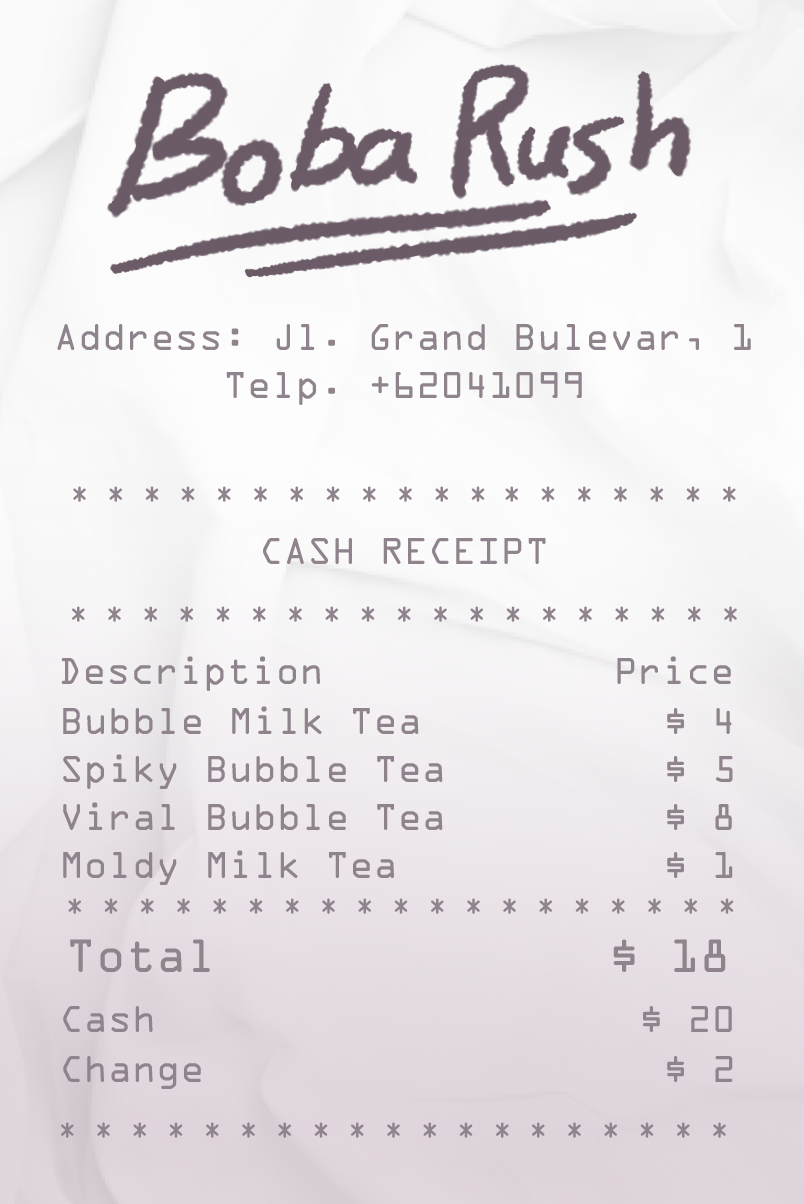 Boba Rush
Address: Jl. Grand Bulevar, 1
Telp. +62041099
* * * * * * * * * * * * * * * * * * *
CASH RECEIPT
* * * * * * * * * * * * * * * * * * *
Description Price
Bubble Milk Tea $ 4
Spiky Bubble Tea $ 5
Viral Bubble Tea $ 8
Moldy Milk Tea $ 1
* * * * * * * * * * * * * * * * * * *
Total $ 18
Cash $ 20
Change $ 2
* * * * * * * * * * * * * * * * * * *